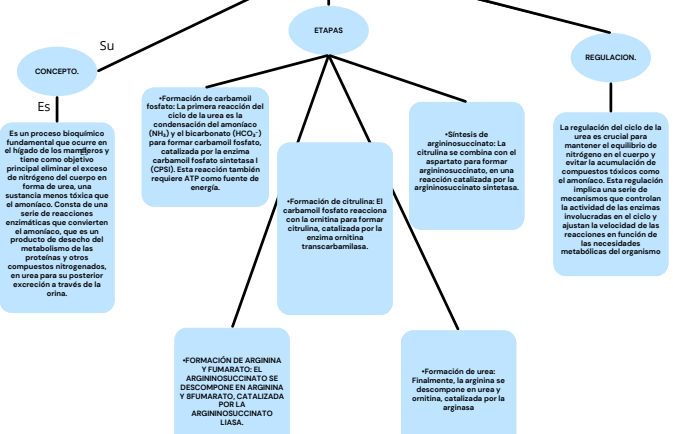 ETAPAS
Su
CONCEPTO.
REGULACION.
Es
Es un proceso bioquímico
fundamental que ocurre en
el hígado de los mamíferos y
tiene como objetivo
principal eliminar el exceso
de nitrógeno del cuerpo en
forma de urea, una
sustancia menos tóxica que
el amoníaco. Consta de una
serie de reacciones
enzimáticas que convierten
el amoníaco, que es un
producto de desecho del
metabolismo de las
proteínas y otros
compuestos nitrogenados,
en urea para su posterior
excreción a través de la
orina.
•Formación de carbamoil
fosfato: La primera reacción del
ciclo de la urea es la
condensación del amoníaco
(NH₃) y el bicarbonato (HCO₃⁻)
para formar carbamoil fosfato,
catalizada por la enzima
carbamoil fosfato sintetasa I
(CPSI). Esta reacción también
requiere ATP como fuente de
energía.
•Formación de citrulina: El
carbamoil fosfato reacciona
con la ornitina para formar
citrulina, catalizada por la
enzima ornitina
transcarbamilasa.
•Síntesis de
argininosuccinato: La
citrulina se combina con el
aspartato para formar
argininosuccinato, en una
reacción catalizada por la
argininosuccinato sintetasa.
La regulación del ciclo de la
urea es crucial para
mantener el equilibrio de
nitrógeno en el cuerpo y
evitar la acumulación de
compuestos tóxicos como
el amoníaco. Esta regulación
implica una serie de
mecanismos que controlan
la actividad de las enzimas
involucradas en el ciclo y
ajustan la velocidad de las
reacciones en función de
las necesidades
metabólicas del organismo
•FORMACIÓN DE ARGININA
Y FUMARATO: EL
ARGININOSUCCINATO SE
DESCOMPONE EN ARGININA
Y 8FUMARATO, CATALIZADA
POR LA
ARGININOSUCCINATO
LIASA.
•Formación de urea:
Finalmente, la arginina se
descompone en urea y
ornitina, catalizada por la
arginasa